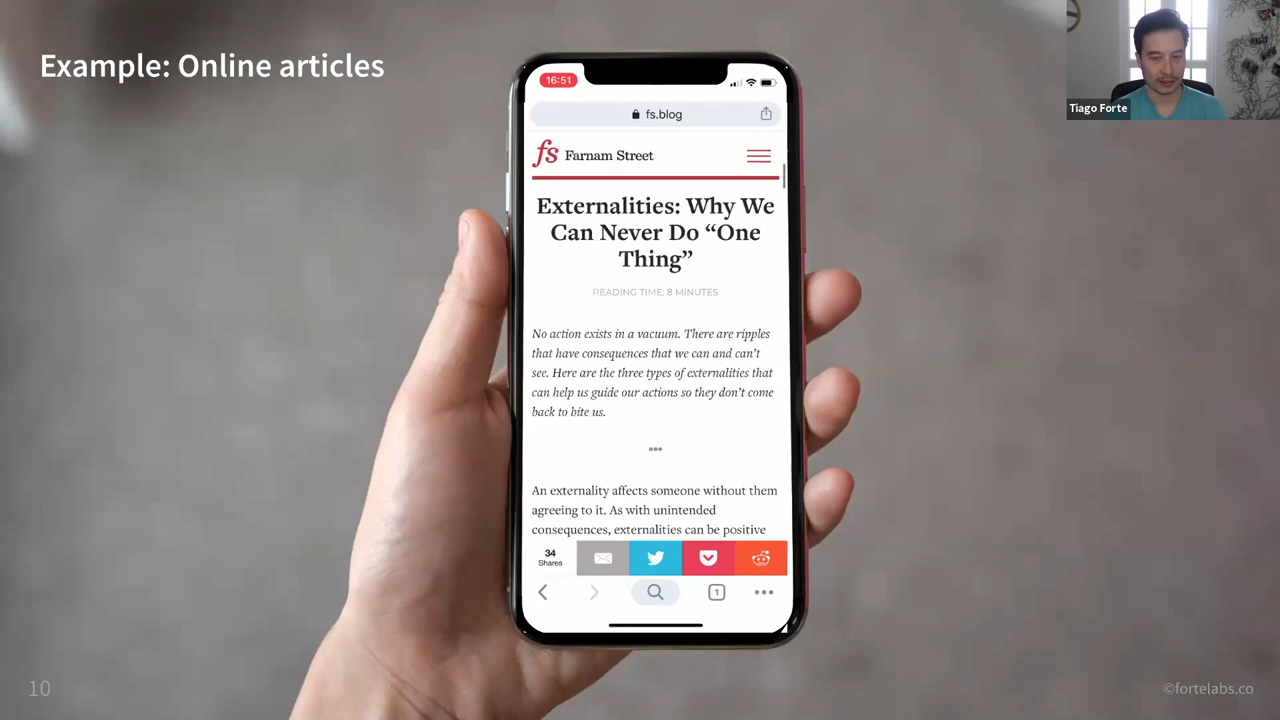 Example: Online articles
Tiago Forte
16:51
fs.blog
fs Farnam Street
Externalities: Why We
Can Never Do “One
Thing”
READING TIME: 8 MINUTES
No action exists in a vacuum. There are ripples
that have consequences that we can and can’t
see. Here are the three types of externalities that
can help us guide our actions so they don’t come
back to bite us.
***
An externality affects someone without them
agreeing to it. As with unintended
consequences, externalities can be positive
34
Shares
1
10
©fortelabs.co